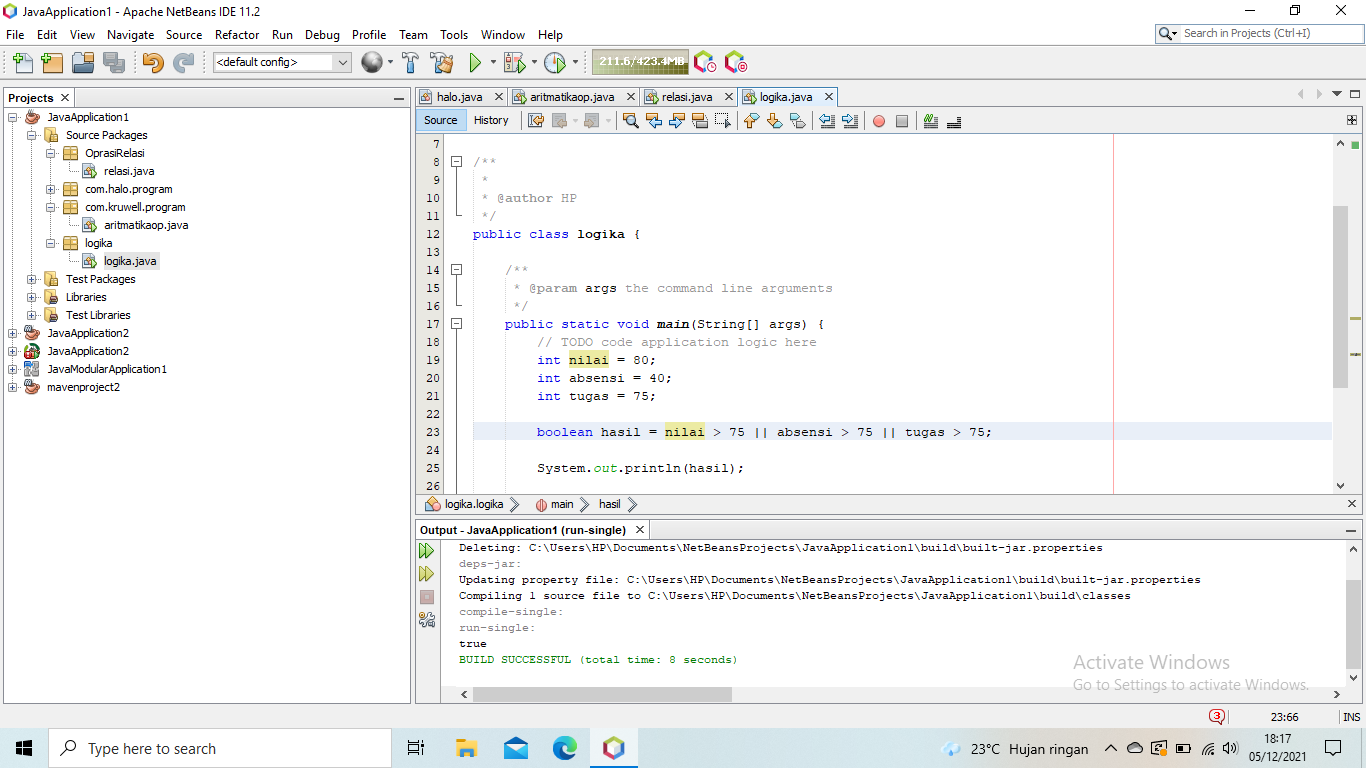 JavaApplication1 - Apache NetBeans IDE 11.2
File Edit View Navigate Source Refactor Run Debug Profile Team Tools Window Help
Search in Projects (Ctrl+I)
<default config>
211.6/423.4MB
Projects
JavaApplication1
Source Packages
OprasiRelasi
relasi.java
com.halo.program
com.kruwell.program
aritmatikaop.java
logika
logika.java
Test Packages
Libraries
Test Libraries
JavaApplication2
JavaApplication2
JavaModularApplication1
mavenproject2
halo.java aritmatikaop.java relasi.java logika.java
Source History
7
8 /**
9 *
10 * @author HP
11 */
12 public class logika {
13
14 /**
15 * @param args the command line arguments
16 */
17 public static void main(String[] args) {
18 // TODO code application logic here
19 int nilai = 80;
20 int absensi = 40;
21 int tugas = 75;
22
23 boolean hasil = nilai > 75 || absensi > 75 || tugas > 75;
24
25 System.out.println(hasil);
26
logika.logika main hasil
Output - JavaApplication1 (run-single)
Deleting: C:\Users\HP\Documents\NetBeansProjects\JavaApplication1\build\built-jar.properties
deps-jar:
Updating property file: C:\Users\HP\Documents\NetBeansProjects\JavaApplication1\build\built-jar.properties
Compiling 1 source file to C:\Users\HP\Documents\NetBeansProjects\JavaApplication1\build\classes
compile-single:
run-single:
true
BUILD SUCCESSFUL (total time: 8 seconds)
Activate Windows
Go to Settings to activate Windows.
3 23:66 INS
Type here to search
23°C Hujan ringan
18:17
05/12/2021